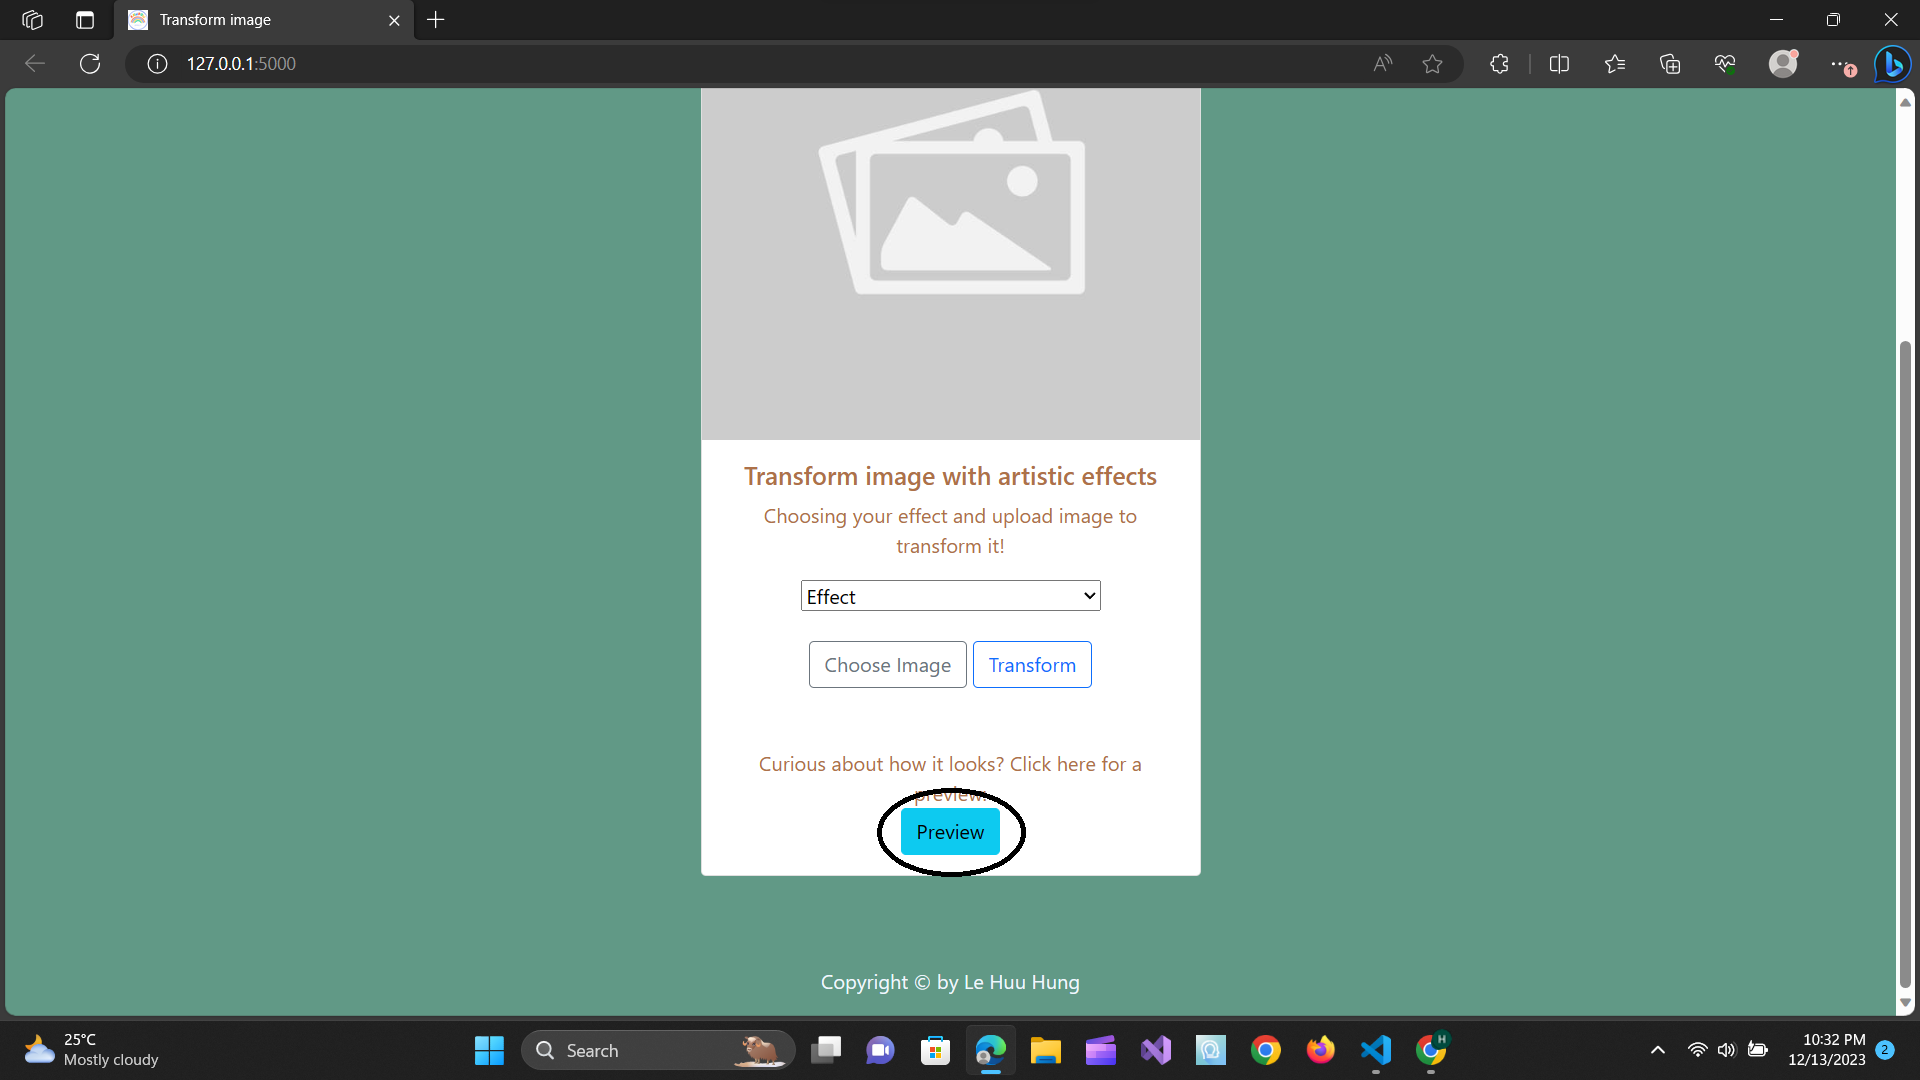 Transform image
127.0.0.1:5000
Transform image with artistic effects
Choosing your effect and upload image to
transform it!
Effect
Choose Image
Transform
Curious about how it looks? Click here for a
preview!
Preview
Copyright © by Le Huu Hung
25°C
Mostly cloudy
Search
H
10:32 PM
12/13/2023
2